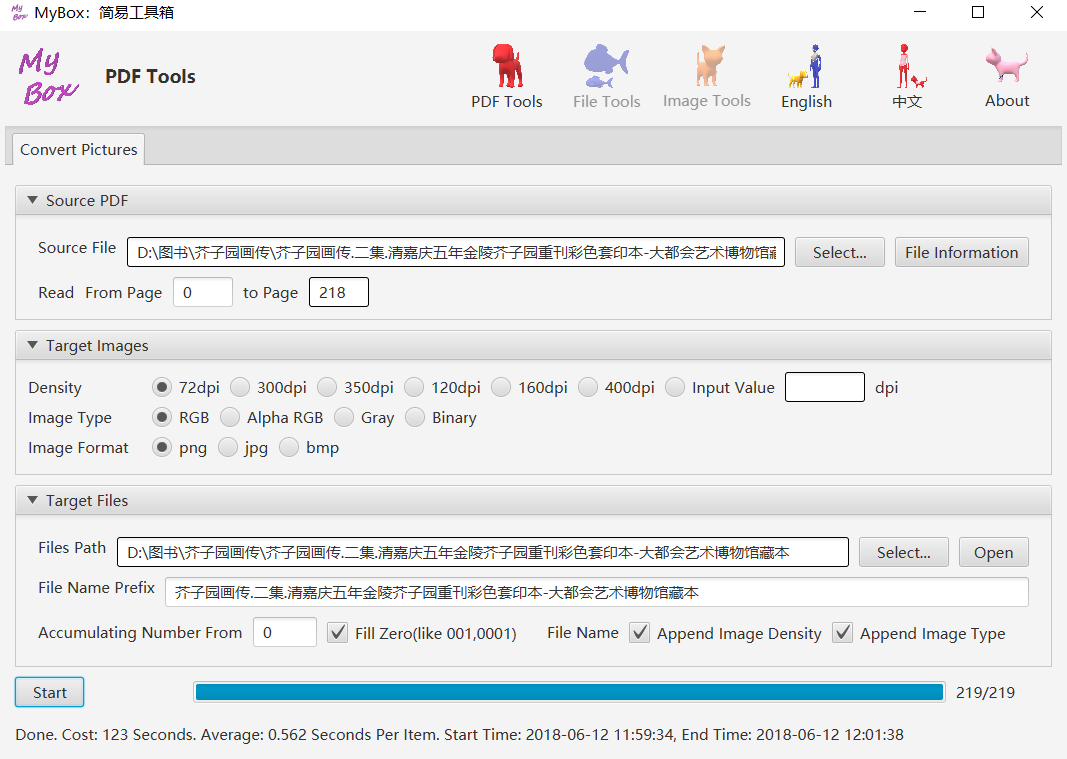 My Box MyBox：简易工具箱
My
Box
PDF Tools
PDF Tools File Tools Image Tools English 中文 About
Convert Pictures
Source PDF
Source File D:\图书\芥子园画传\芥子园画传.二集.清嘉庆五年金陵芥子园重刊彩色套印本-大都会艺术博物馆 Select... File Information
Read From Page 0 to Page 218
Target Images
Density 72dpi 300dpi 350dpi 120dpi 160dpi 400dpi Input Value dpi
Image Type RGB Alpha RGB Gray Binary
Image Format png jpg bmp
Target Files
Files Path D:\图书\芥子园画传\芥子园画传.二集.清嘉庆五年金陵芥子园重刊彩色套印本-大都会艺术博物馆藏本 Select... Open
File Name Prefix 芥子园画传.二集.清嘉庆五年金陵芥子园重刊彩色套印本-大都会艺术博物馆藏本
Accumulating Number From 0 Fill Zero(like 001,0001) File Name Append Image Density Append Image Type
Start 219/219
Done. Cost: 123 Seconds. Average: 0.562 Seconds Per Item. Start Time: 2018-06-12 11:59:34, End Time: 2018-06-12 12:01:38